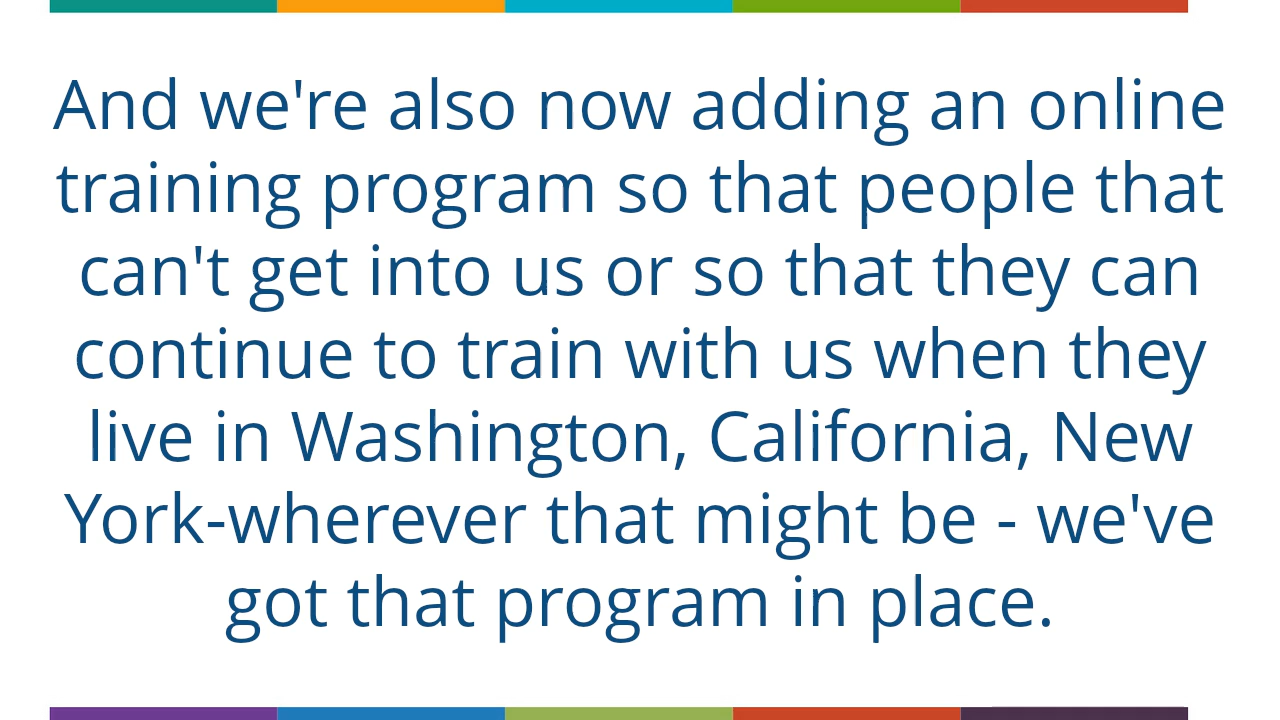 And we're also now adding an online
training program so that people that
can't get into us or so that they can
continue to train with us when they
live in Washington, California, New
York-wherever that might be - we've
got that program in place.